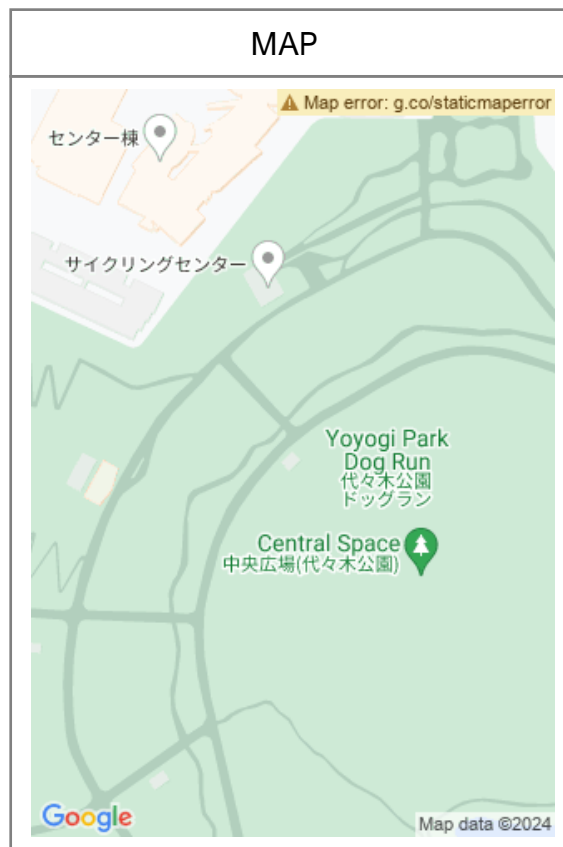 MAP
⚠ Map error: g.co/staticmaperror
センター棟
サイクリングセンター
Yoyogi Park
Dog Run
代々木公園
ドッグラン
Central Space
中央広場(代々木公園)
Google
Map data ©2024